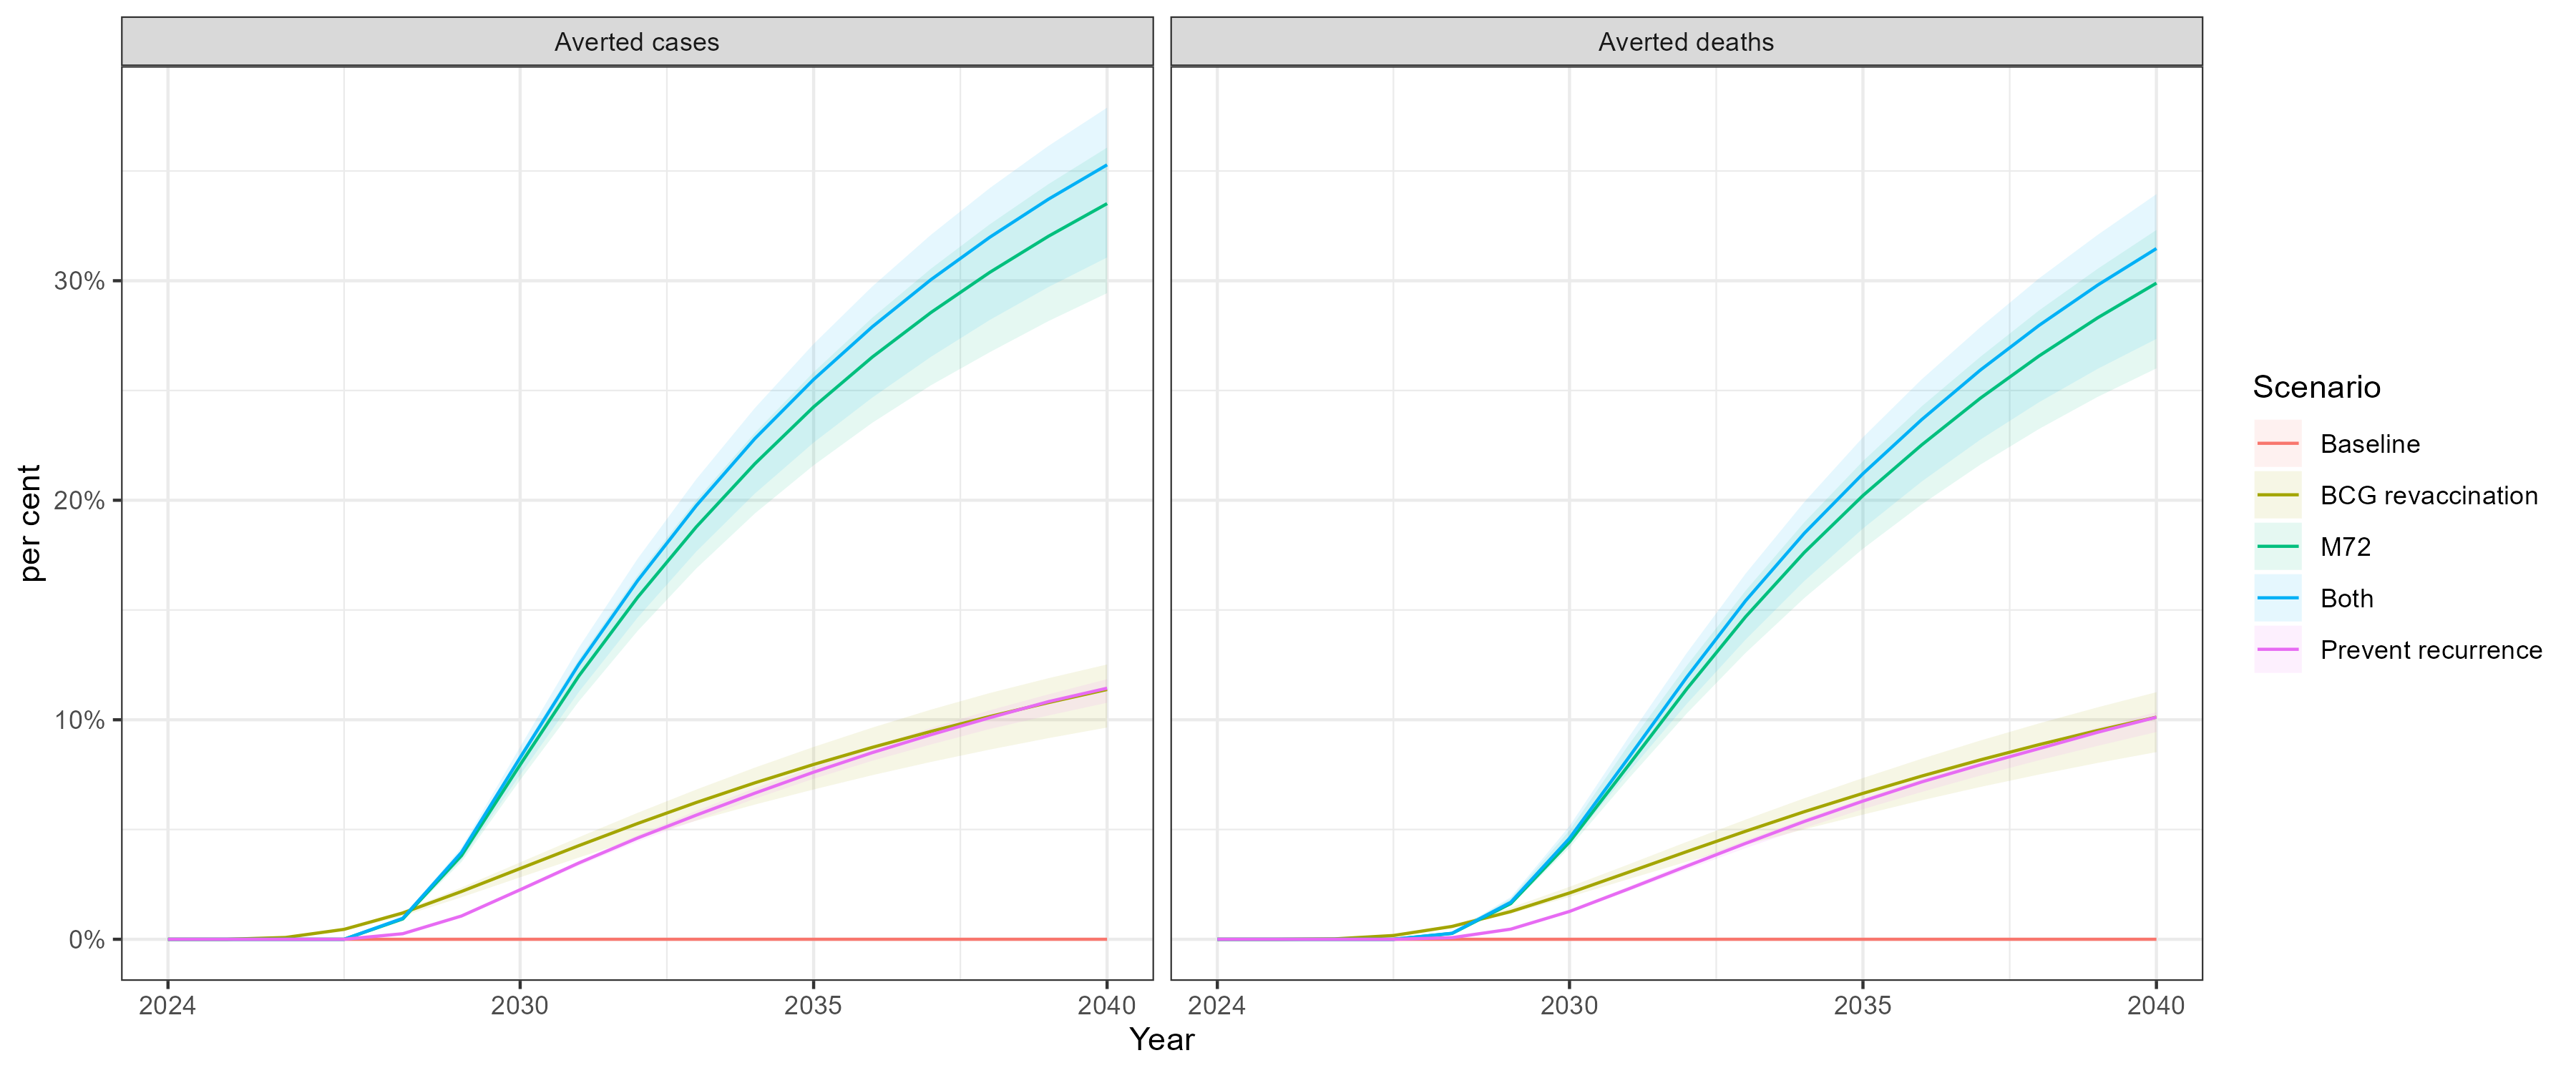 Averted cases
Averted deaths
per cent
30%
20%
10%
0%
2024
2030
2035
2040
2024
2030
2035
2040
Year
Scenario
Baseline
BCG revaccination
M72
Both
Prevent recurrence